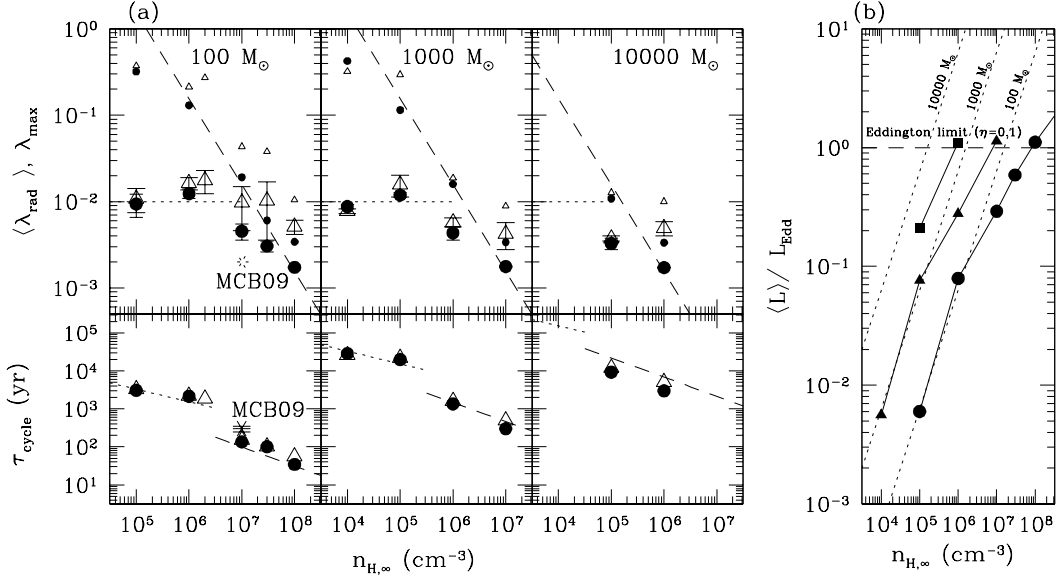 (a)
(b)
⟨λrad⟩, λmax
10⁰
10⁻¹
10⁻²
10⁻³
100 M☉
1000 M☉
10000 M☉
MCB09
τcycle (yr)
10⁵
10⁴
10³
10²
10¹
MCB09
10⁵ 10⁶ 10⁷ 10⁸
10⁴ 10⁵ 10⁶ 10⁷
10⁴ 10⁵ 10⁶ 10⁷
nH,∞ (cm⁻³)
⟨L⟩/ LEdd
10¹
10⁰
10⁻¹
10⁻²
10⁻³
10000 M☉
1000 M☉
100 M☉
Eddington limit (η=0.1)
10⁴ 10⁵ 10⁶ 10⁷ 10⁸
nH,∞ (cm⁻³)